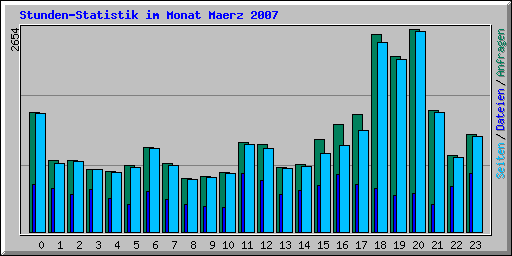 Stunden-Statistik im Monat Maerz 2007
2654
Seiten / Dateien / Anfragen
0 1 2 3 4 5 6 7 8 9 10 11 12 13 14 15 16 17 18 19 20 21 22 23